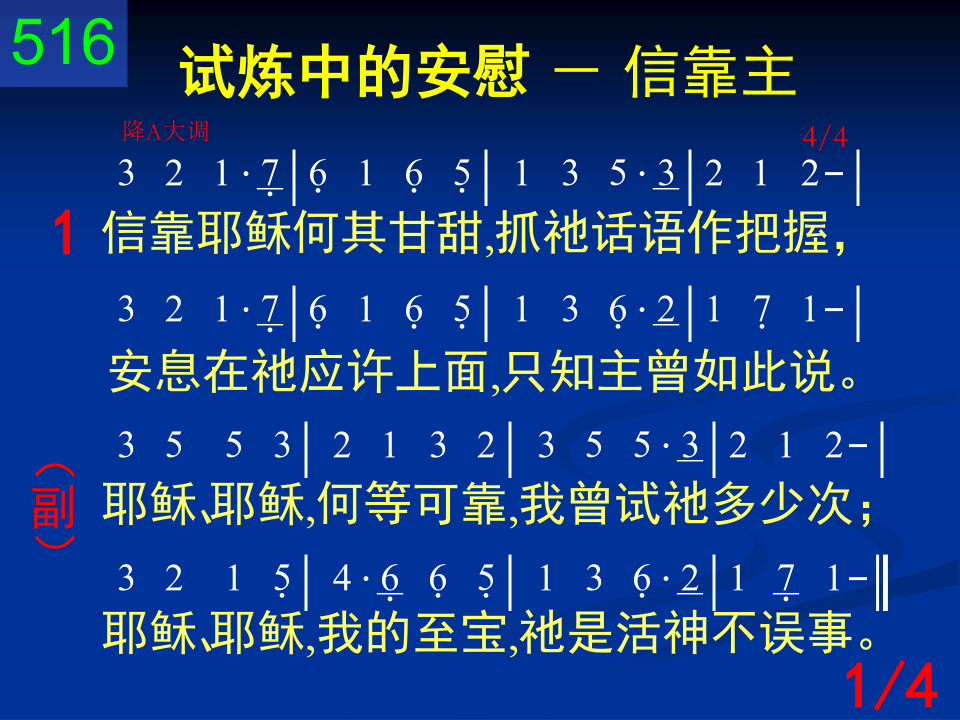 516
试炼中的安慰 － 信靠主
降A大调 4/4
3 2 1·7̣|6̣ 1 6̣ 5̣|1 3 5·3|2 1 2-|
1 信靠耶稣何其甘甜,抓祂话语作把握，
3 2 1·7̣|6̣ 1 6̣ 5̣|1 3 6̣·2|1 7̣ 1-|
安息在祂应许上面,只知主曾如此说。
3 5 5 3|2 1 3 2|3 5 5·3|2 1 2-|
（副） 耶稣、耶稣,何等可靠,我曾试祂多少次；
3 2 1 5̣|4·6̣ 6̣ 5̣|1 3 6̣·2|1 7̣ 1-‖
耶稣、耶稣,我的至宝,祂是活神不误事。
1/4